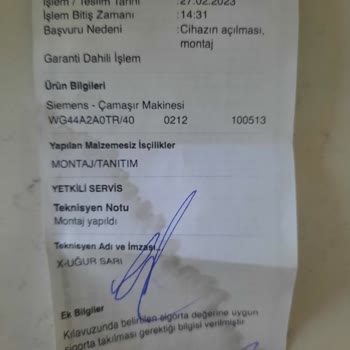 İşlem / Teslim Tarihi :27.02.2023
İşlem Bitiş Zamanı :14:31
Başvuru Nedeni :Cihazın açılması,
montaj
Garanti Dahili İşlem
Ürün Bilgileri
Siemens - Çamaşır Makinesi
WG44A2A0TR/40 0212 100513
Yapılan Malzemesiz İşçilikler
MONTAJ/TANITIM
YETKİLİ SERVİS
Teknisyen Notu
Montaj yapıldı
Teknisyen Adı ve İmzası
X-UĞUR SARI
Ek Bilgiler
Kılavuzunda belirtilen sigorta değerine uygun
sigorta takılması gerektiği bilgisi verilmiştir